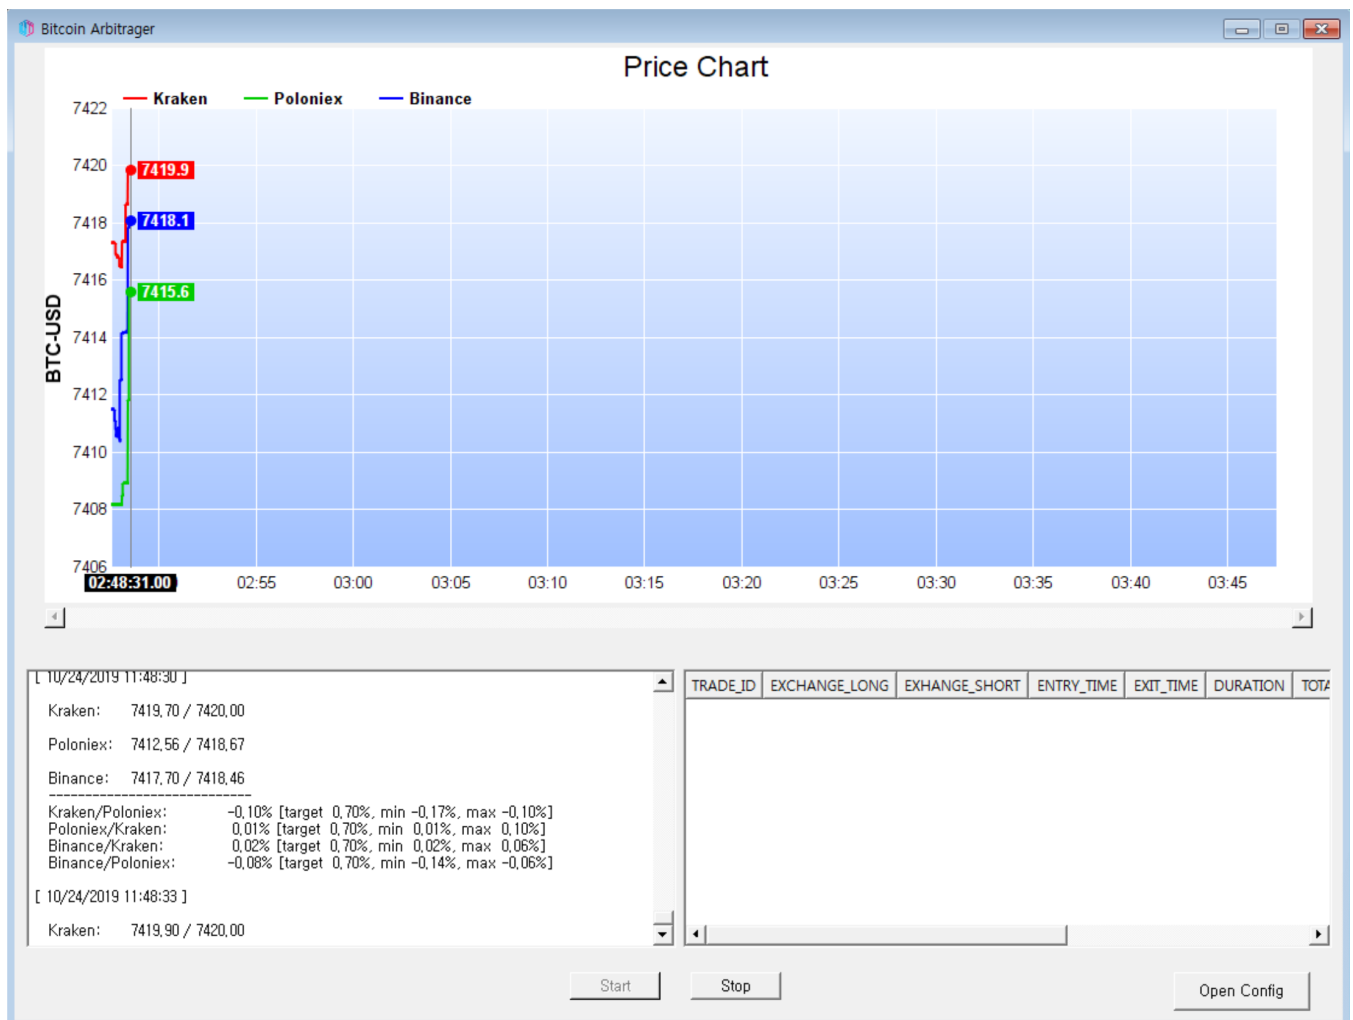 Bitcoin Arbitrager
Price Chart
Kraken Poloniex Binance
7422
7420
7418
7416
7414
7412
7410
7408
7406
BTC-USD
7419.9
7418.1
7415.6
02:48:31.00 02:55 03:00 03:05 03:10 03:15 03:20 03:25 03:30 03:35 03:40 03:45
[ 10/24/2019 11:48:30 ]
Kraken: 7419,70 / 7420,00
Poloniex: 7412,56 / 7418,67
Binance: 7417,70 / 7418,46
----------------------------
Kraken/Poloniex: -0,10% [target 0,70%, min -0,17%, max -0,10%]
Poloniex/Kraken: 0,01% [target 0,70%, min 0,01%, max 0,10%]
Binance/Kraken: 0,02% [target 0,70%, min 0,02%, max 0,06%]
Binance/Poloniex: -0,08% [target 0,70%, min -0,14%, max -0,06%]
[ 10/24/2019 11:48:33 ]
Kraken: 7419,90 / 7420,00
TRADE_ID EXCHANGE_LONG EXHANGE_SHORT ENTRY_TIME EXIT_TIME DURATION TOTA
Start Stop Open Config